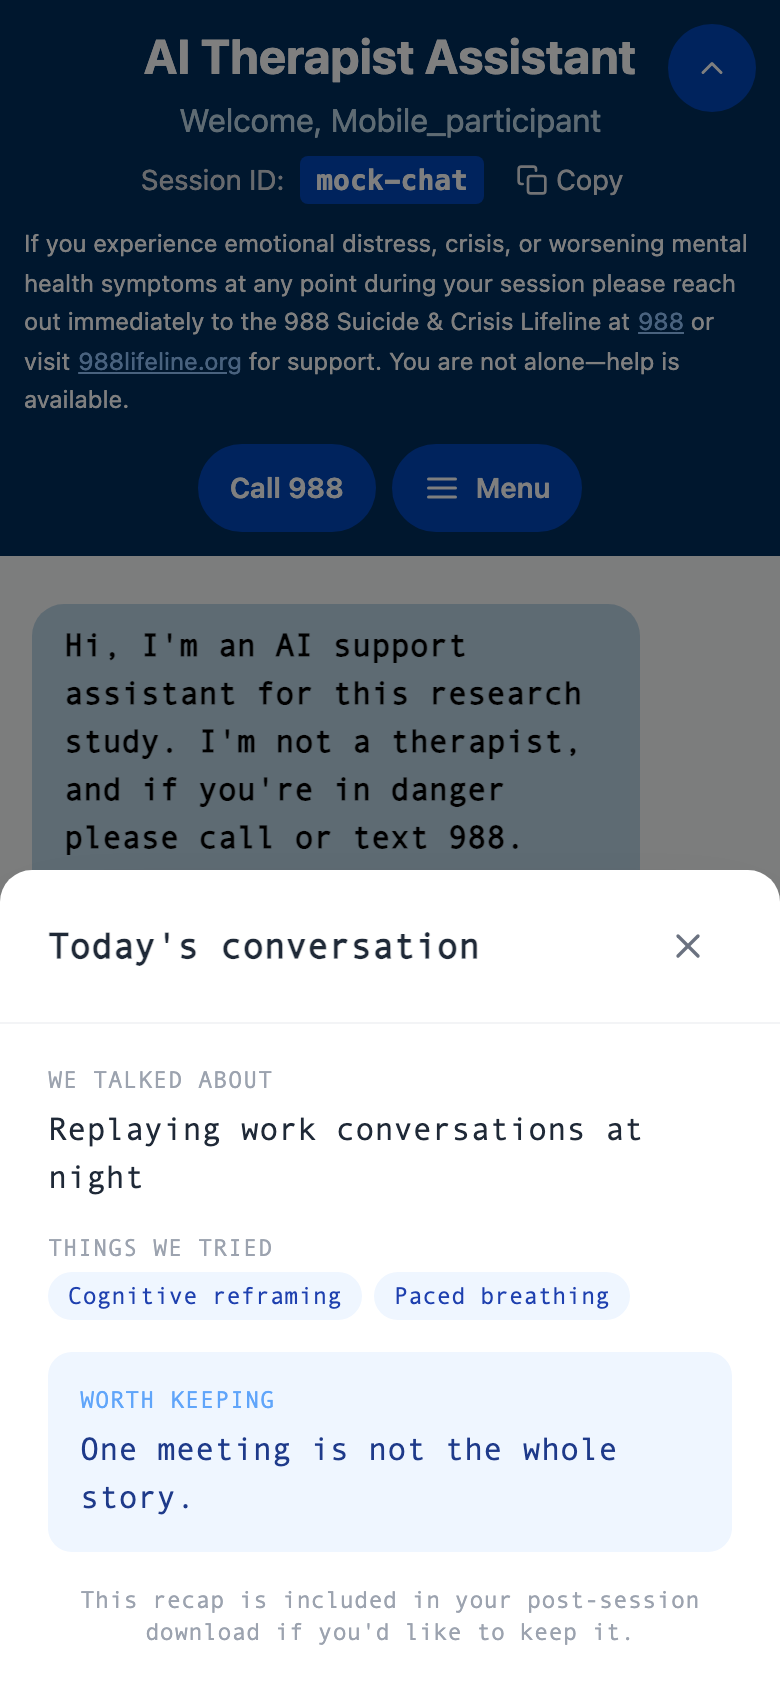 AI Therapist Assistant
Welcome, Mobile_participant
Session ID: mock-chat Copy
If you experience emotional distress, crisis, or worsening mental
health symptoms at any point during your session please reach
out immediately to the 988 Suicide & Crisis Lifeline at 988 or
visit 988lifeline.org for support. You are not alone—help is
available.
Call 988 Menu
Hi, I'm an AI support
assistant for this research
study. I'm not a therapist,
and if you're in danger
please call or text 988.
Today's conversation
WE TALKED ABOUT
Replaying work conversations at
night
THINGS WE TRIED
Cognitive reframing Paced breathing
WORTH KEEPING
One meeting is not the whole
story.
This recap is included in your post-session
download if you'd like to keep it.